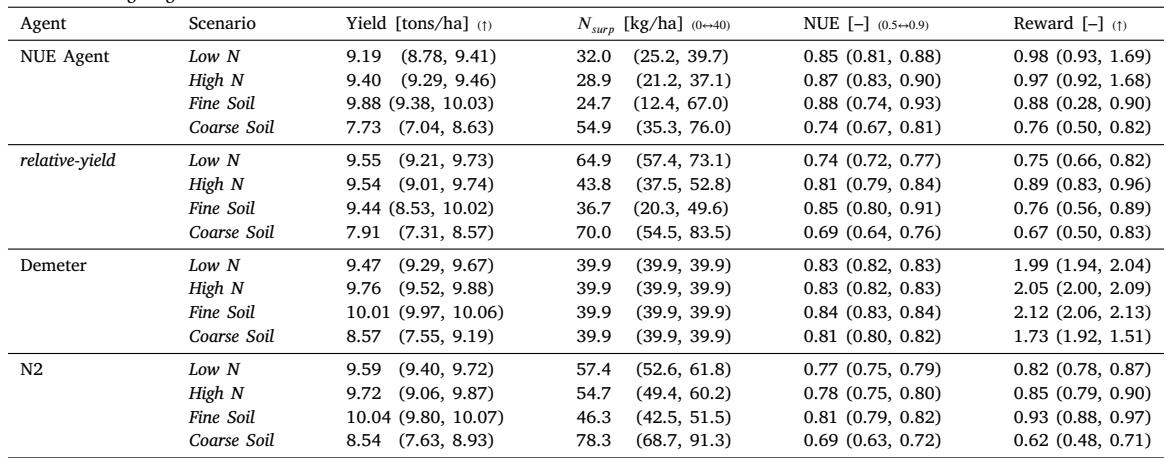 Agent Scenario Yield [tons/ha] (↑) N_surp [kg/ha] (0↔40) NUE [–] (0.5↔0.9) Reward [–] (↑)
NUE Agent Low N 9.19 (8.78, 9.41) 32.0 (25.2, 39.7) 0.85 (0.81, 0.88) 0.98 (0.93, 1.69)
High N 9.40 (9.29, 9.46) 28.9 (21.2, 37.1) 0.87 (0.83, 0.90) 0.97 (0.92, 1.68)
Fine Soil 9.88 (9.38, 10.03) 24.7 (12.4, 67.0) 0.88 (0.74, 0.93) 0.88 (0.28, 0.90)
Coarse Soil 7.73 (7.04, 8.63) 54.9 (35.3, 76.0) 0.74 (0.67, 0.81) 0.76 (0.50, 0.82)
relative-yield Low N 9.55 (9.21, 9.73) 64.9 (57.4, 73.1) 0.74 (0.72, 0.77) 0.75 (0.66, 0.82)
High N 9.54 (9.01, 9.74) 43.8 (37.5, 52.8) 0.81 (0.79, 0.84) 0.89 (0.83, 0.96)
Fine Soil 9.44 (8.53, 10.02) 36.7 (20.3, 49.6) 0.85 (0.80, 0.91) 0.76 (0.56, 0.89)
Coarse Soil 7.91 (7.31, 8.57) 70.0 (54.5, 83.5) 0.69 (0.64, 0.76) 0.67 (0.50, 0.83)
Demeter Low N 9.47 (9.29, 9.67) 39.9 (39.9, 39.9) 0.83 (0.82, 0.83) 1.99 (1.94, 2.04)
High N 9.76 (9.52, 9.88) 39.9 (39.9, 39.9) 0.83 (0.82, 0.83) 2.05 (2.00, 2.09)
Fine Soil 10.01 (9.97, 10.06) 39.9 (39.9, 39.9) 0.84 (0.83, 0.84) 2.12 (2.06, 2.13)
Coarse Soil 8.57 (7.55, 9.19) 39.9 (39.9, 39.9) 0.81 (0.80, 0.82) 1.73 (1.92, 1.51)
N2 Low N 9.59 (9.40, 9.72) 57.4 (52.6, 61.8) 0.77 (0.75, 0.79) 0.82 (0.78, 0.87)
High N 9.72 (9.06, 9.87) 54.7 (49.4, 60.2) 0.78 (0.75, 0.80) 0.85 (0.79, 0.90)
Fine Soil 10.04 (9.80, 10.07) 46.3 (42.5, 51.5) 0.81 (0.79, 0.82) 0.93 (0.88, 0.97)
Coarse Soil 8.54 (7.63, 8.93) 78.3 (68.7, 91.3) 0.69 (0.63, 0.72) 0.62 (0.48, 0.71)